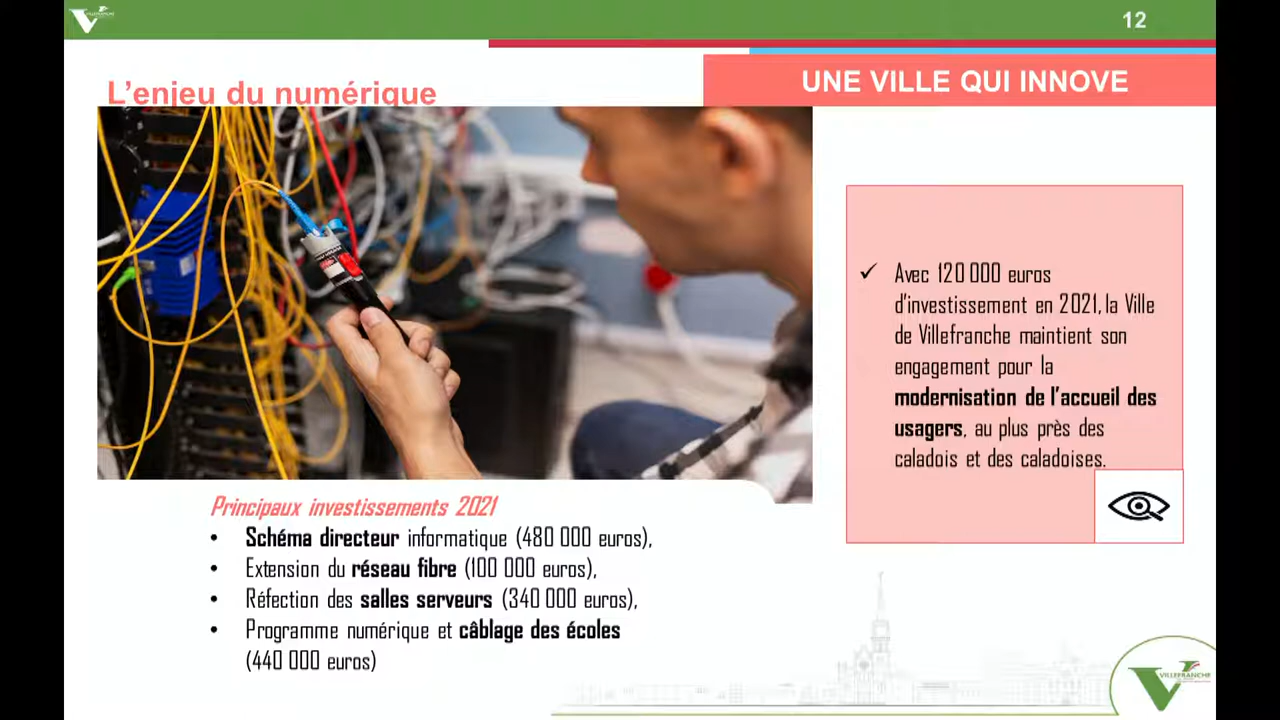 12
L'enjeu du numérique
UNE VILLE QUI INNOVE
✓ Avec 120 000 euros
d'investissement en 2021, la Ville
de Villefranche maintient son
engagement pour la
modernisation de l'accueil des
usagers, au plus près des
caladois et des caladoises.
Principaux investissements 2021
• Schéma directeur informatique (480 000 euros),
• Extension du réseau fibre (100 000 euros),
• Réfection des salles serveurs (340 000 euros),
• Programme numérique et câblage des écoles
(440 000 euros)
VILLEFRANCHE